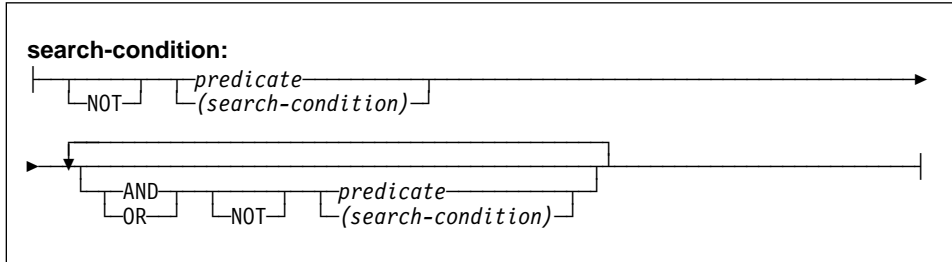 search-condition:
predicate
NOT (search-condition)
AND predicate
OR NOT (search-condition)